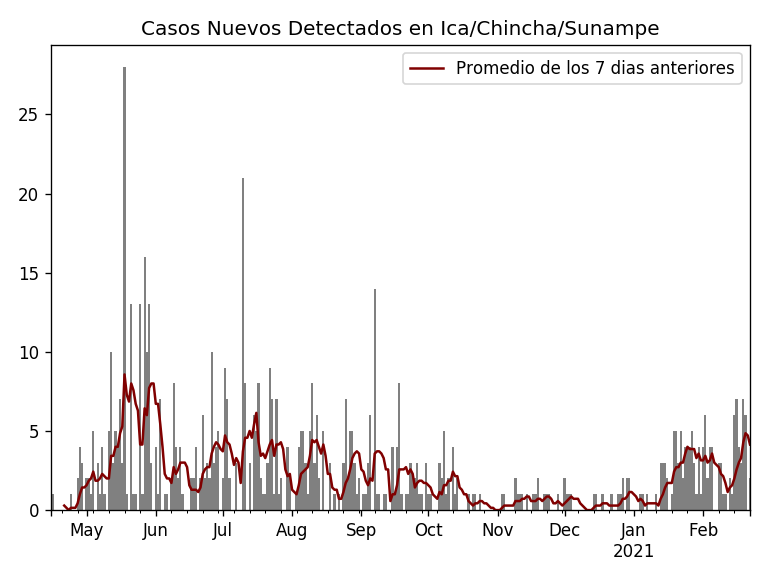 Casos Nuevos Detectados en Ica/Chincha/Sunampe
Promedio de los 7 dias anteriores
25
20
15
10
5
0
May Jun Jul Aug Sep Oct Nov Dec Jan Feb
2021